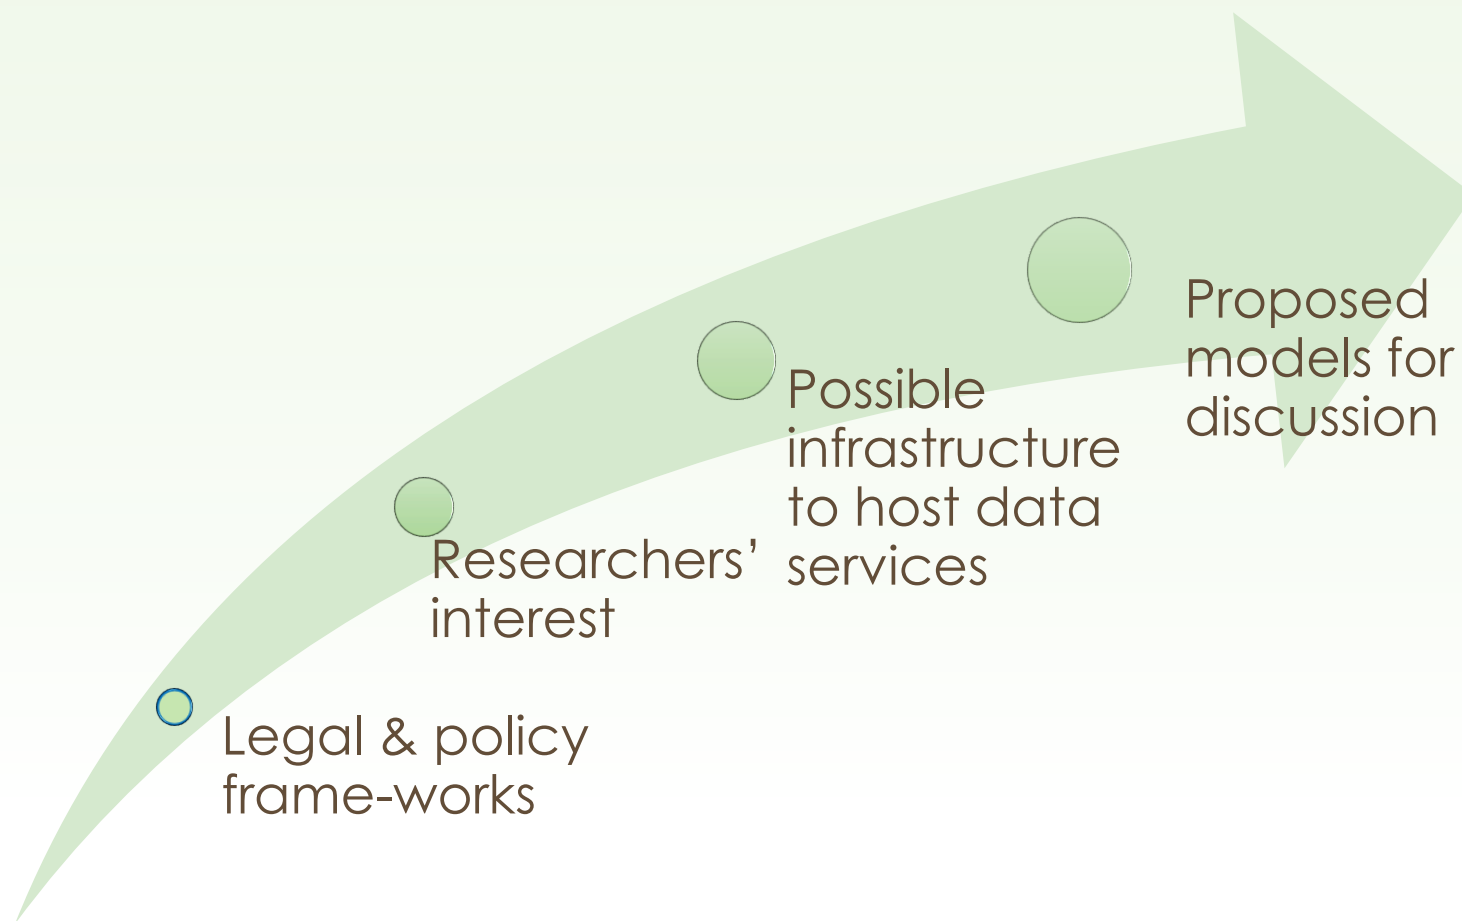 Proposed
models for
discussion
Possible
infrastructure
to host data
services
Researchers’
interest
Legal & policy
frame-works